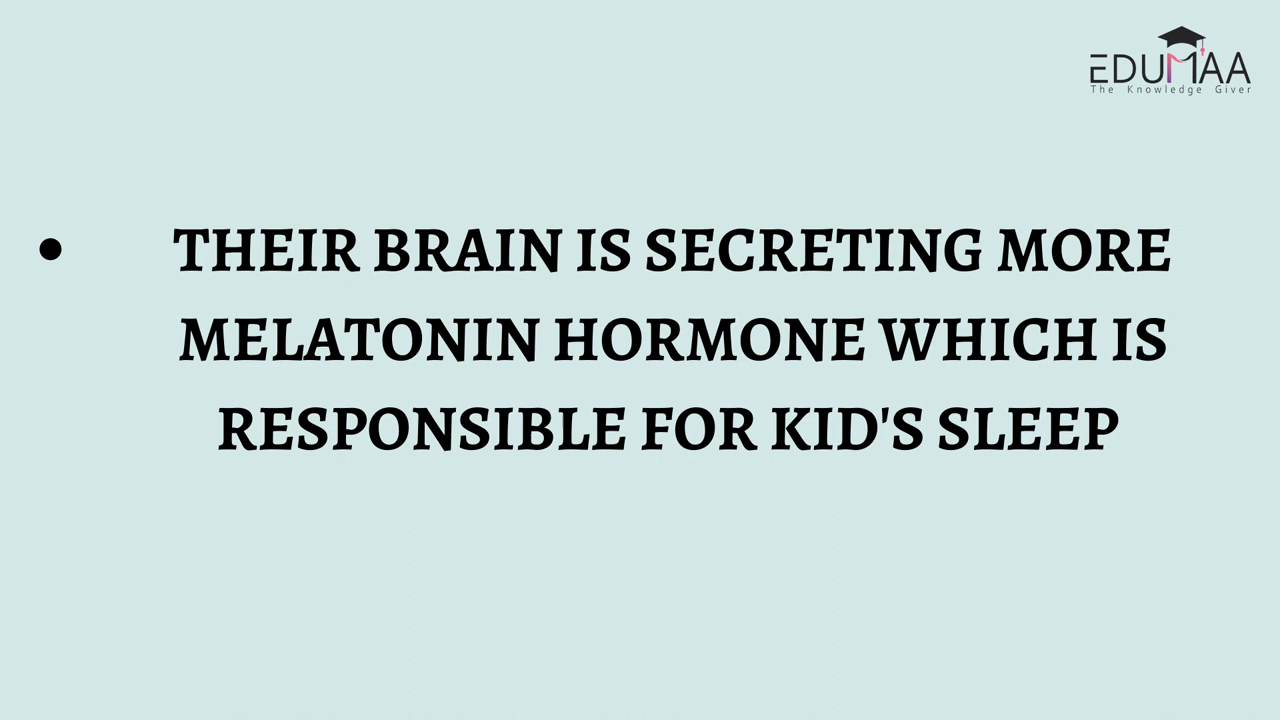 EDUMAA
The Knowledge Giver
• THEIR BRAIN IS SECRETING MORE
MELATONIN HORMONE WHICH IS
RESPONSIBLE FOR KID'S SLEEP